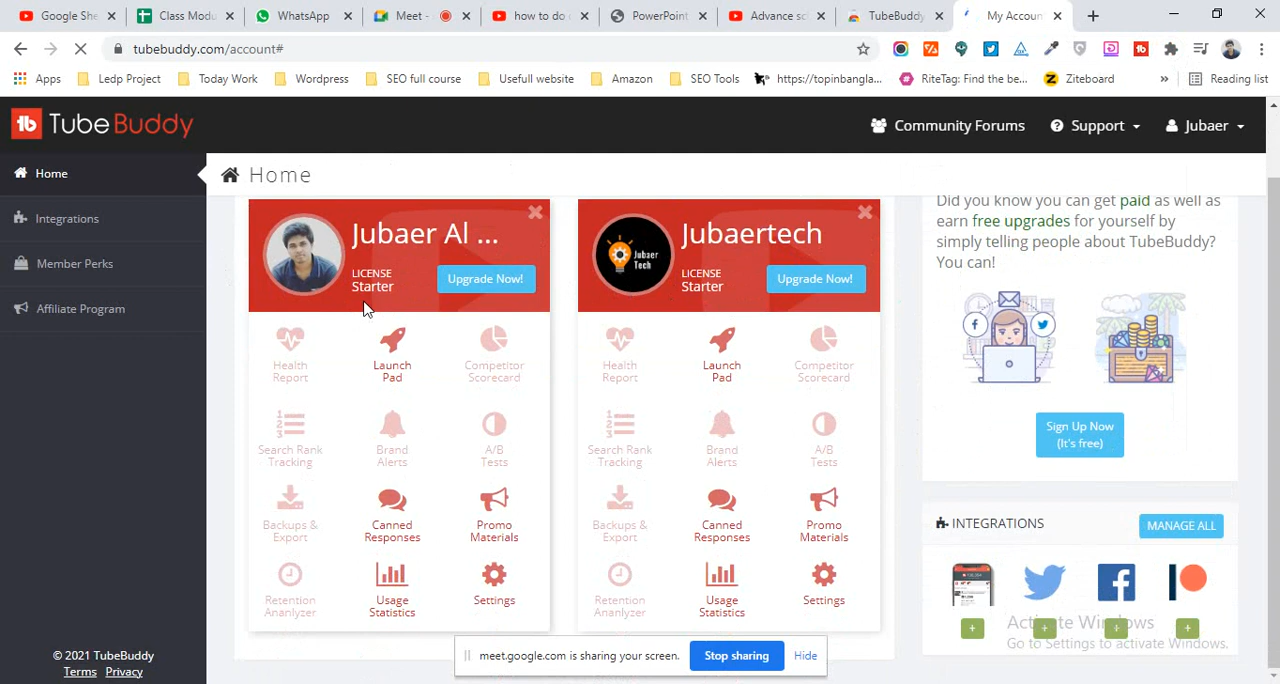 Google She
Class Modu
WhatsApp
Meet -
how to do
PowerPoint
Advance sc
TubeBuddy
My Accoun
tubebuddy.com/account#
Apps
Ledp Project
Today Work
Wordpress
SEO full course
Usefull website
Amazon
SEO Tools
https://topinbangla...
RiteTag: Find the be...
Ziteboard
»
Reading list
tb TubeBuddy
Community Forums
Support
Jubaer
Home
Integrations
Member Perks
Affiliate Program
© 2021 TubeBuddy
Terms Privacy
Home
Jubaer Al ...
LICENSE
Starter
Upgrade Now!
Health
Report
Launch
Pad
Competitor
Scorecard
Search Rank
Tracking
Brand
Alerts
A/B
Tests
Backups &
Export
Canned
Responses
Promo
Materials
Retention
Ananlyzer
Usage
Statistics
Settings
Jubaer
Tech
Jubaertech
LICENSE
Starter
Upgrade Now!
Health
Report
Launch
Pad
Competitor
Scorecard
Search Rank
Tracking
Brand
Alerts
A/B
Tests
Backups &
Export
Canned
Responses
Promo
Materials
Retention
Ananlyzer
Usage
Statistics
Settings
Did you know you can get paid as well as
earn free upgrades for yourself by
simply telling people about TubeBuddy?
You can!
Sign Up Now
(It's free)
INTEGRATIONS
MANAGE ALL
Activate Windows
Go to Settings to activate Windows.
meet.google.com is sharing your screen.
Stop sharing
Hide